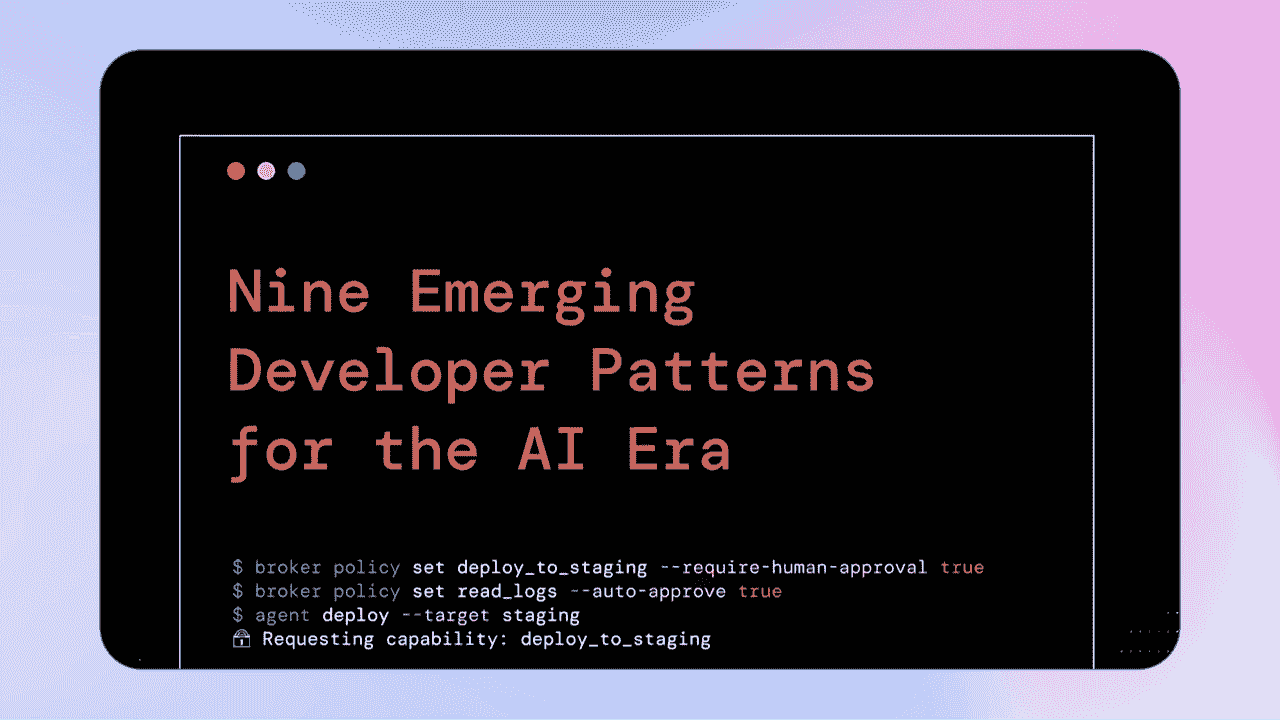 Nine Emerging
Developer Patterns
for the AI Era
$ broker policy set deploy_to_staging --require-human-approval true
$ broker policy set read_logs --auto-approve true
$ agent deploy --target staging
🔒 Requesting capability: deploy_to_staging